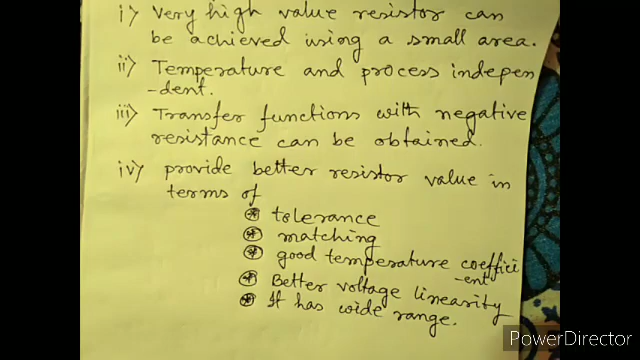 i) Very high value resistor can
be achieved using a small area.
ii) Temperature and process indepen
-dent.
iii) Transfer functions with negative
resistance can be obtained.
iv) provide better resistor value in
terms of
* tolerance
* matching
* good temperature coeffici
-ent
* Better voltage linearity
* It has wide range.
PowerDirector